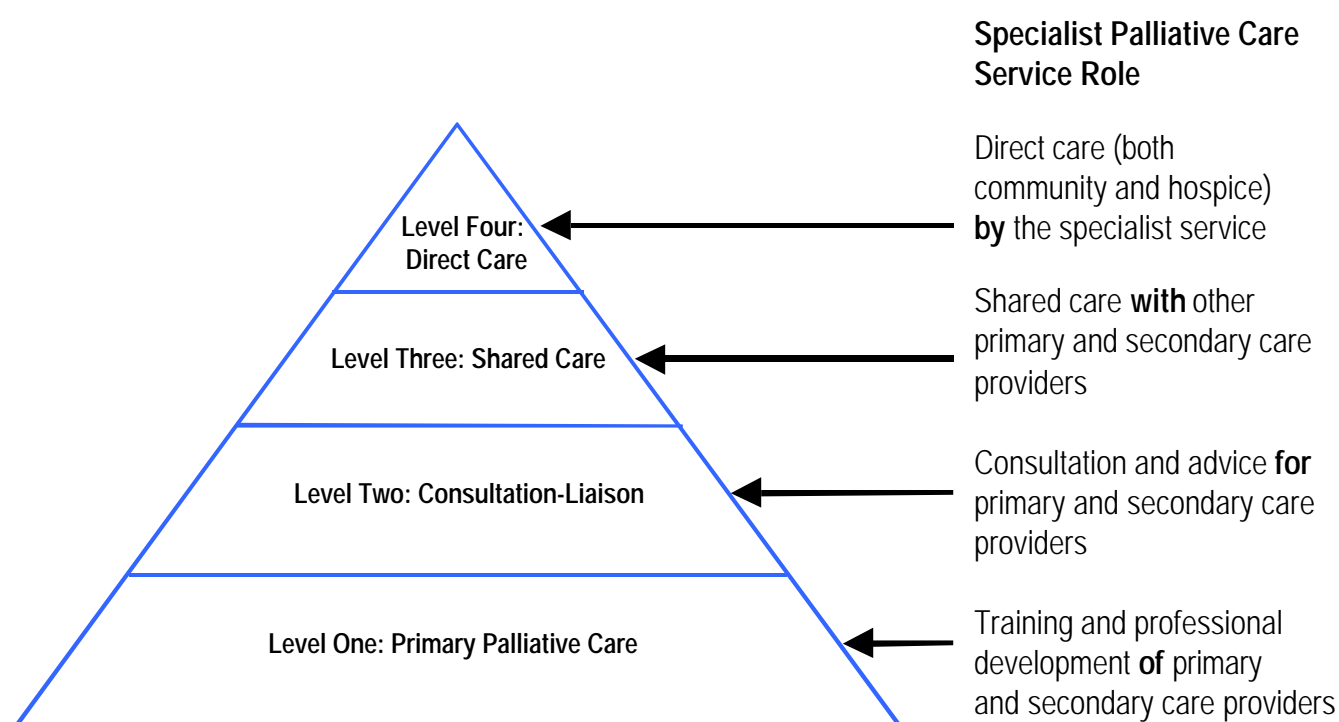 Specialist Palliative Care
Service Role
Direct care (both
community and hospice)
by the specialist service
Level Four:
Direct Care
Shared care with other
primary and secondary care
providers
Level Three: Shared Care
Consultation and advice for
primary and secondary care
providers
Level Two: Consultation-Liaison
Training and professional
development of primary
and secondary care providers
Level One: Primary Palliative Care